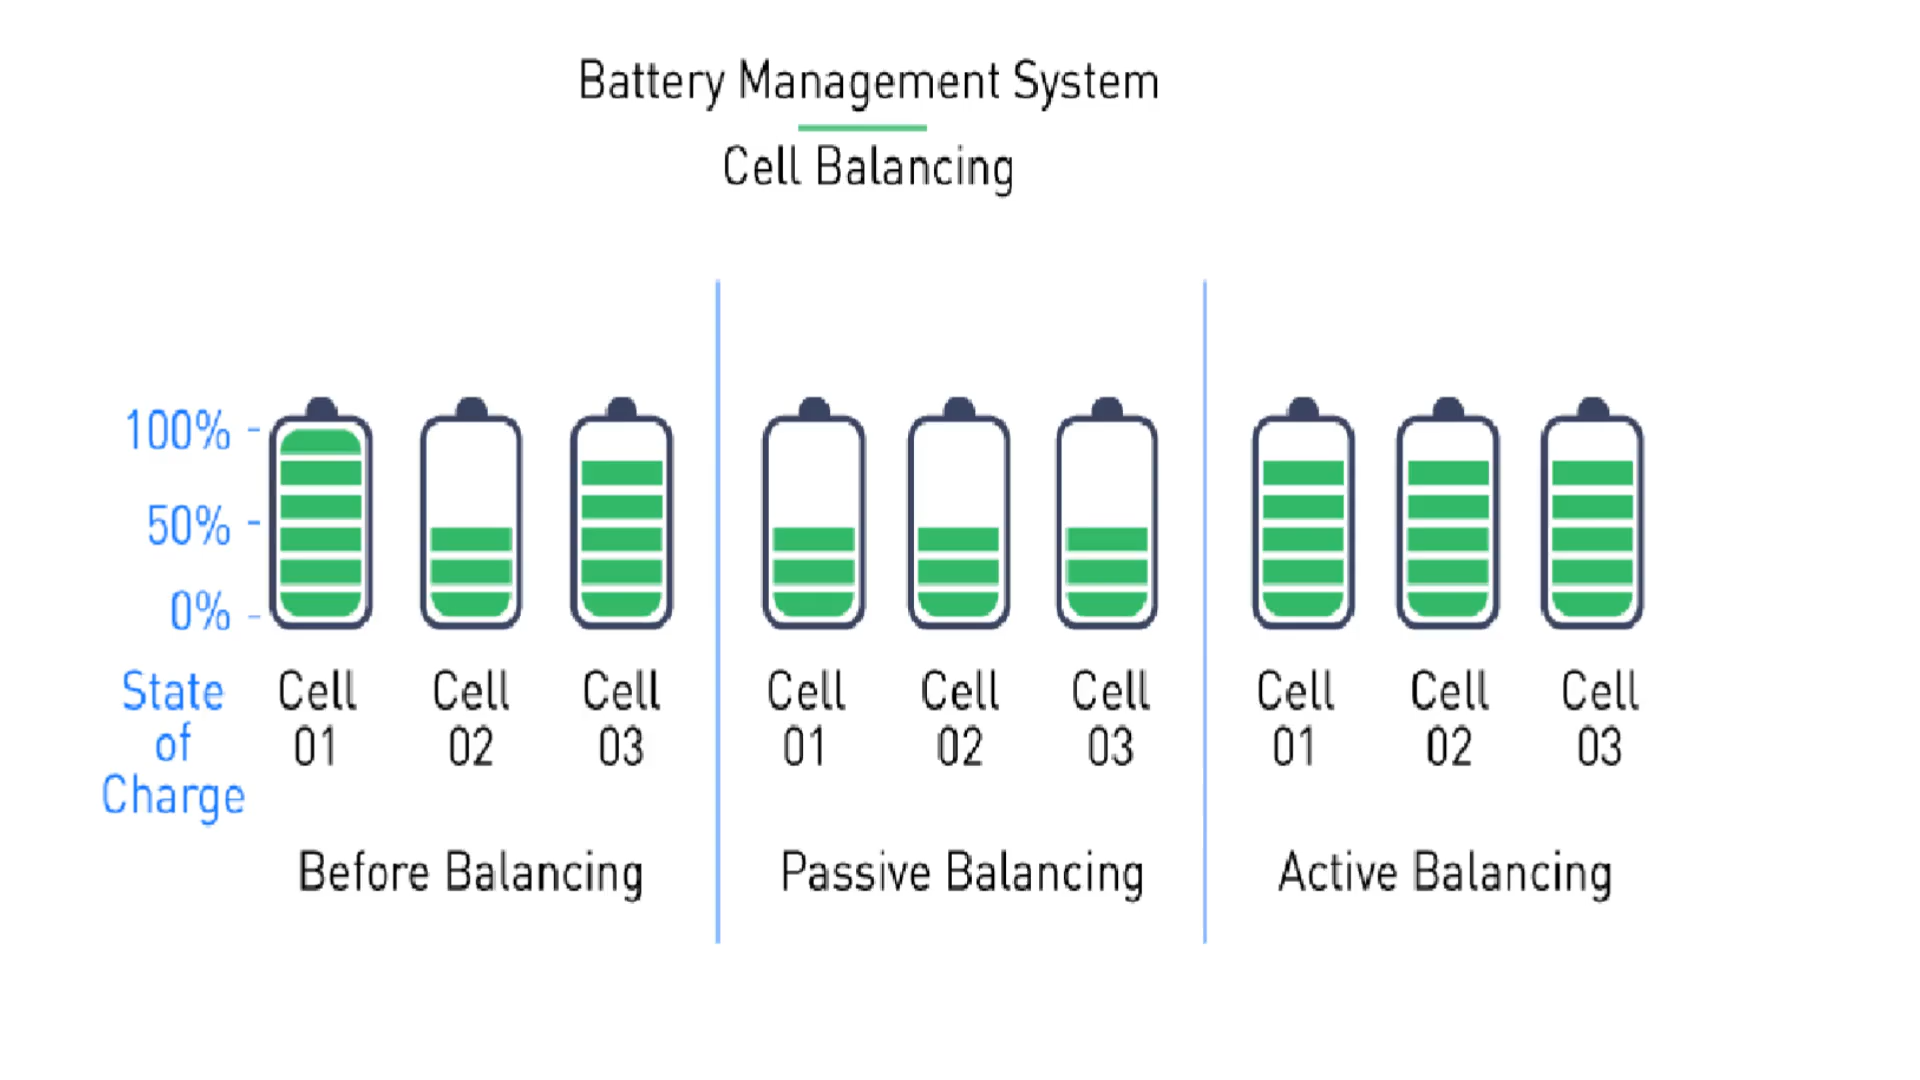 Battery Management System
Cell Balancing
100%
50%
0%
State
of
Charge
Cell
01
Cell
02
Cell
03
Before Balancing
Cell
01
Cell
02
Cell
03
Passive Balancing
Cell
01
Cell
02
Cell
03
Active Balancing